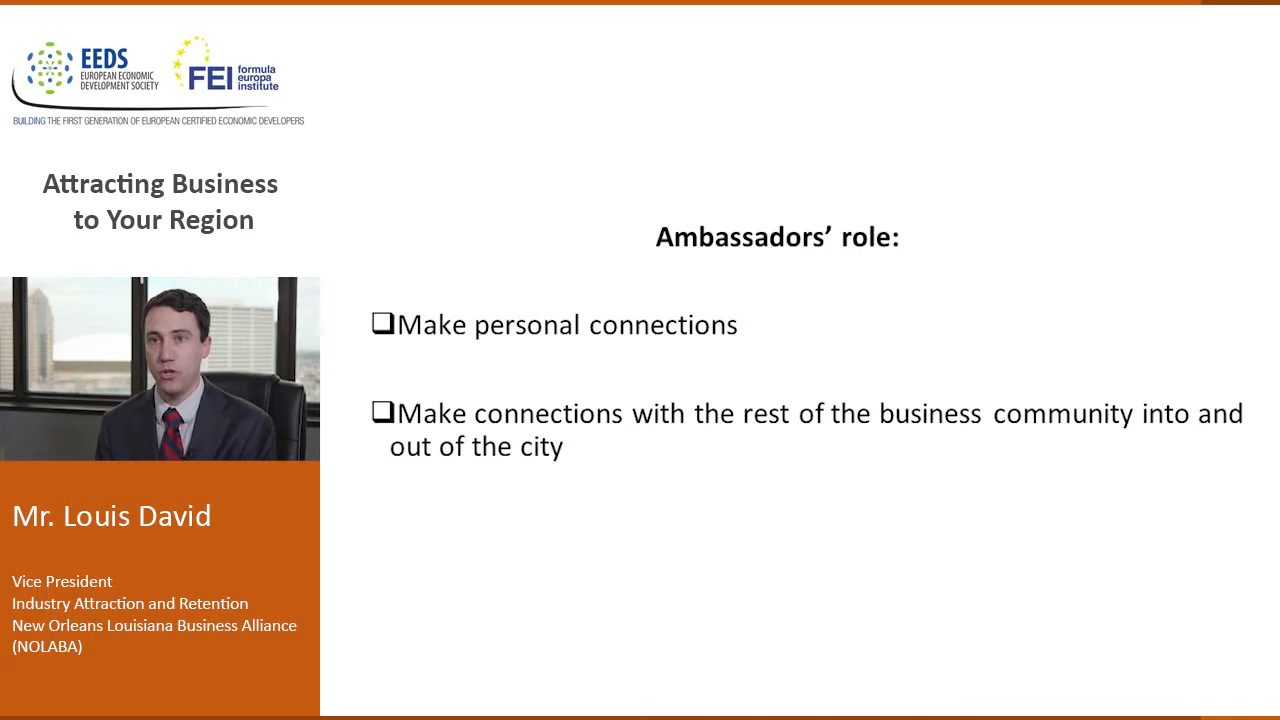 EEDS
EUROPEAN ECONOMIC
DEVELOPMENT SOCIETY
FEI formula
europa
institute
BUILDING THE FIRST GENERATION OF EUROPEAN CERTIFIED ECONOMIC DEVELOPERS
Attracting Business
to Your Region
Mr. Louis David
Vice President
Industry Attraction and Retention
New Orleans Louisiana Business Alliance
(NOLABA)
Ambassadors’ role:
❑Make personal connections
❑Make connections with the rest of the business community into and
out of the city